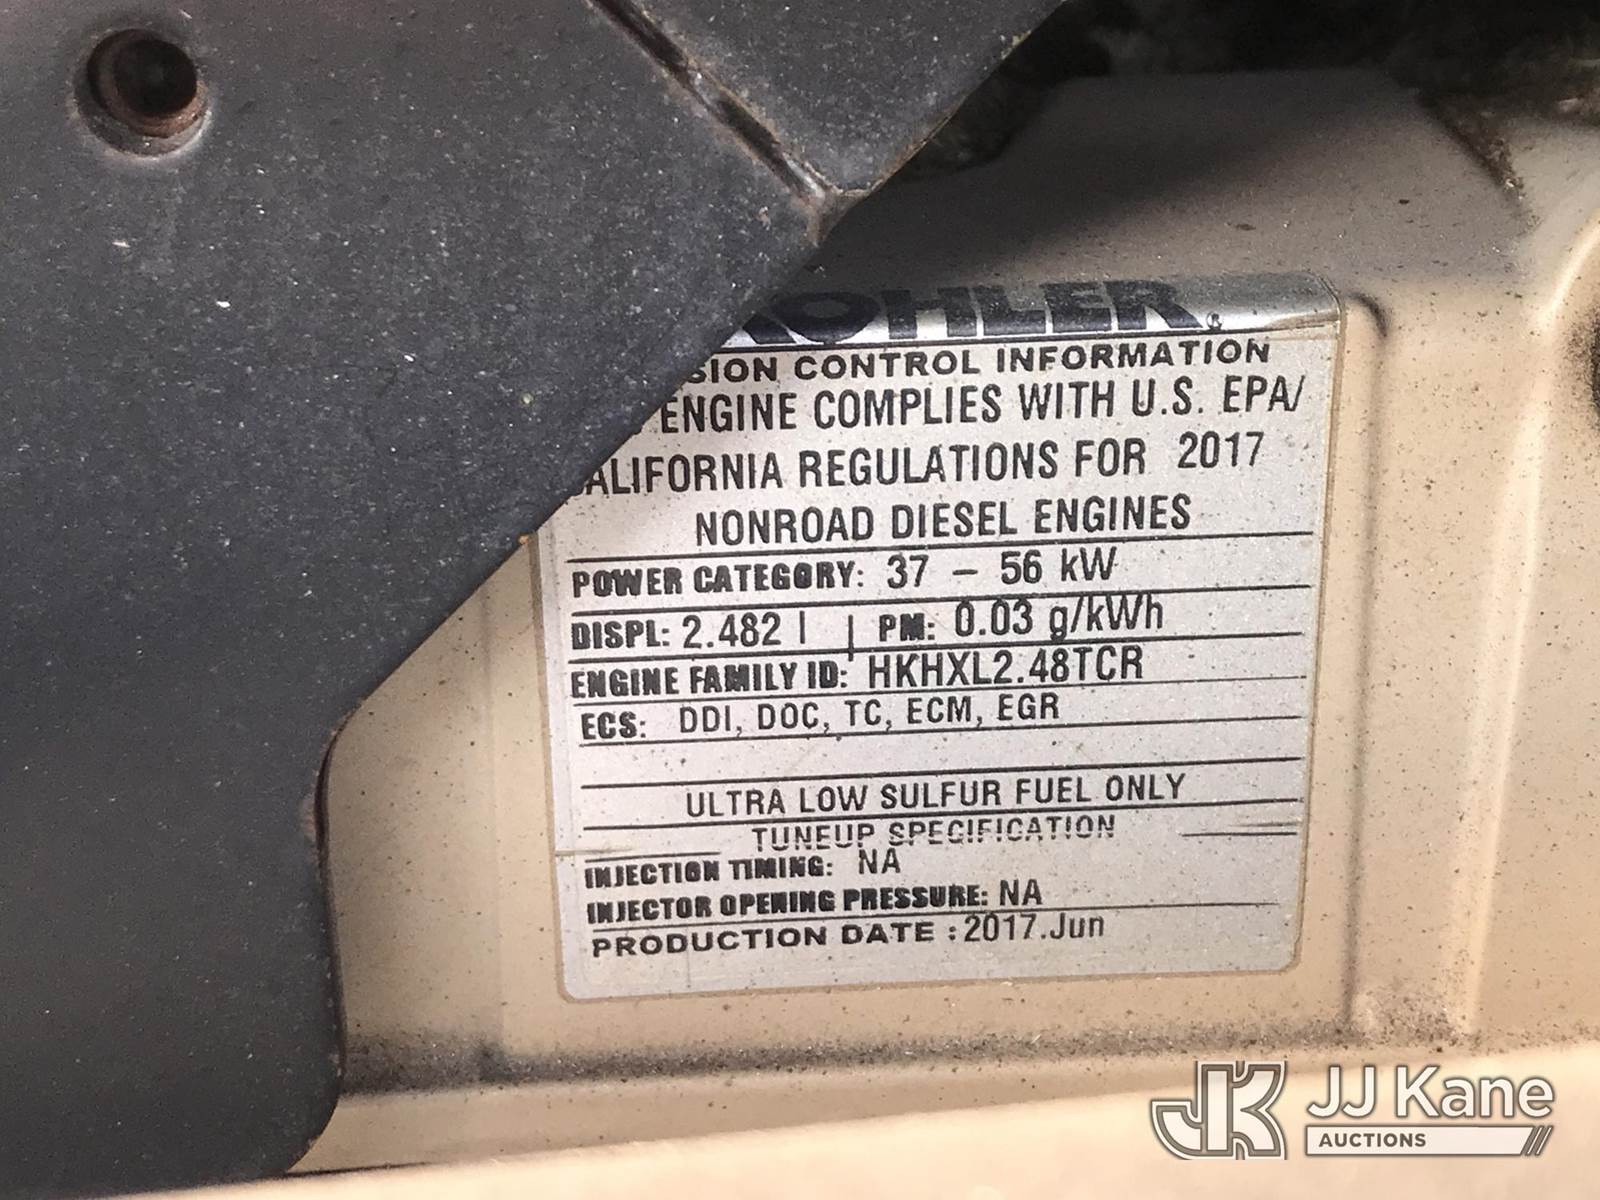 KOHLER®
SION CONTROL INFORMATION
ENGINE COMPLIES WITH U.S. EPA/
ALIFORNIA REGULATIONS FOR 2017
NONROAD DIESEL ENGINES
POWER CATEGORY: 37 – 56 kW
DISPL: 2.482 l | PM: 0.03 g/kWh
ENGINE FAMILY ID: HKHXL2.48TCR
ECS: DDI, DOC, TC, ECM, EGR
ULTRA LOW SULFUR FUEL ONLY
TUNEUP SPECIFICATION
INJECTION TIMING: NA
INJECTOR OPENING PRESSURE: NA
PRODUCTION DATE : 2017.Jun
JK JJ Kane
AUCTIONS